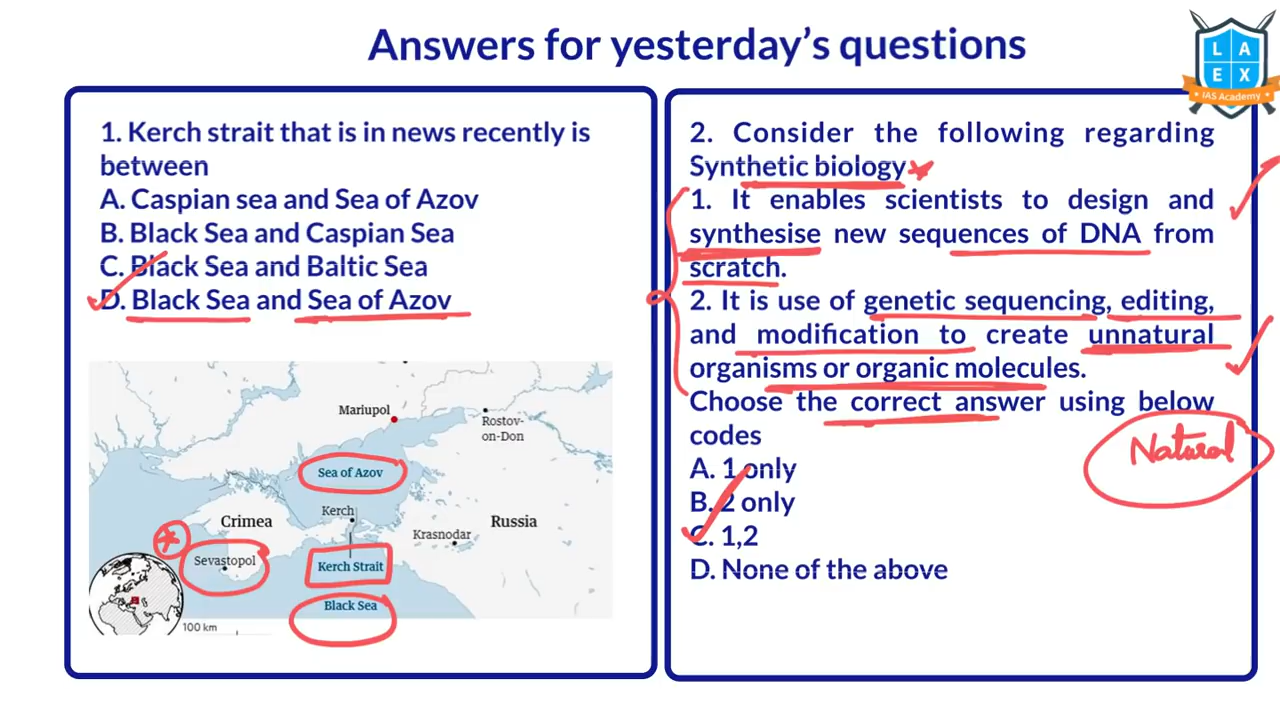 Answers for yesterday's questions
L A
E X
IAS Academy
1. Kerch strait that is in news recently is
between
A. Caspian sea and Sea of Azov
B. Black Sea and Caspian Sea
C. Black Sea and Baltic Sea
D. Black Sea and Sea of Azov
Mariupol
Rostov-
on-Don
Sea of Azov
Kerch
Crimea
Russia
Krasnodar
Sevastopol
Kerch Strait
Black Sea
100 km
2. Consider the following regarding
Synthetic biology
1. It enables scientists to design and
synthesise new sequences of DNA from
scratch.
2. It is use of genetic sequencing, editing,
and modification to create unnatural
organisms or organic molecules.
Choose the correct answer using below
codes
Natural
A. 1 only
B. 2 only
C. 1,2
D. None of the above